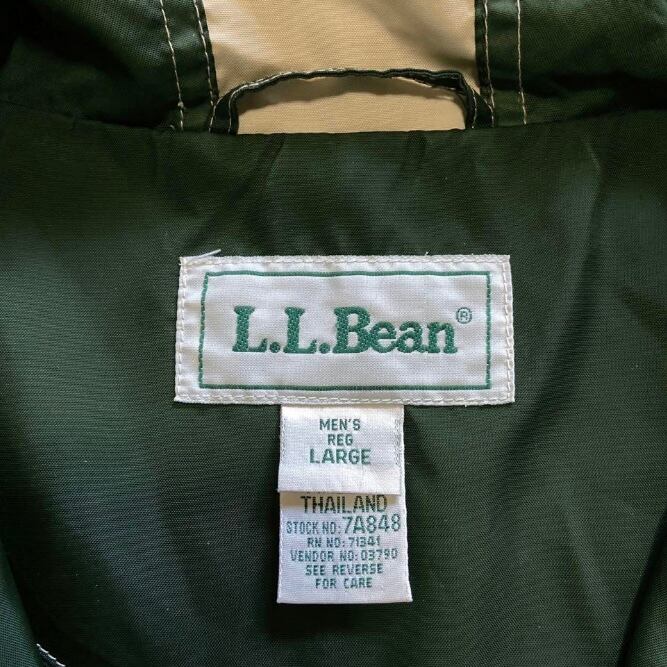 L.L.Bean®
MEN'S
REG
LARGE
THAILAND
STOCK NO: 7A848
RN NO: 71341
VENDOR NO: 03790
SEE REVERSE
FOR CARE